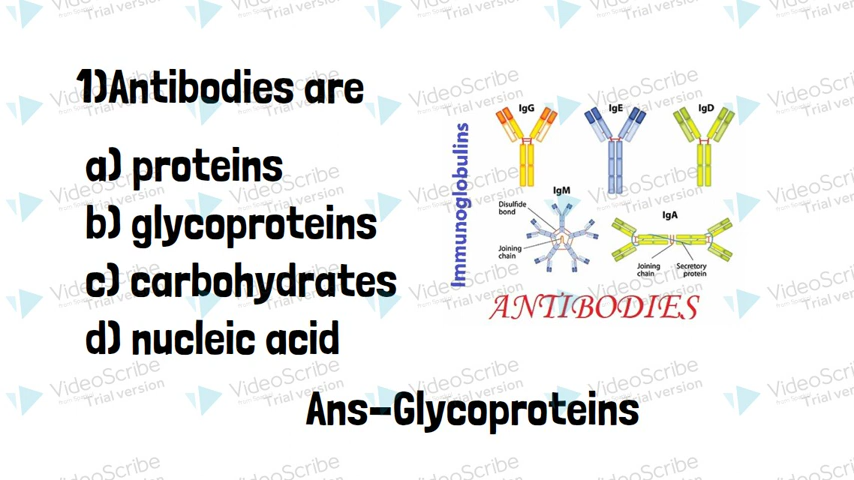 1)Antibodies are
a) proteins
b) glycoproteins
c) carbohydrates
d) nucleic acid
Ans-Glycoproteins
Immunoglobulins
IgG
IgE
IgD
IgM
Disulfide
bond
Joining
chain
IgA
Joining
chain
Secretory
protein
ANTIBODIES
VideoScribe
Trial version